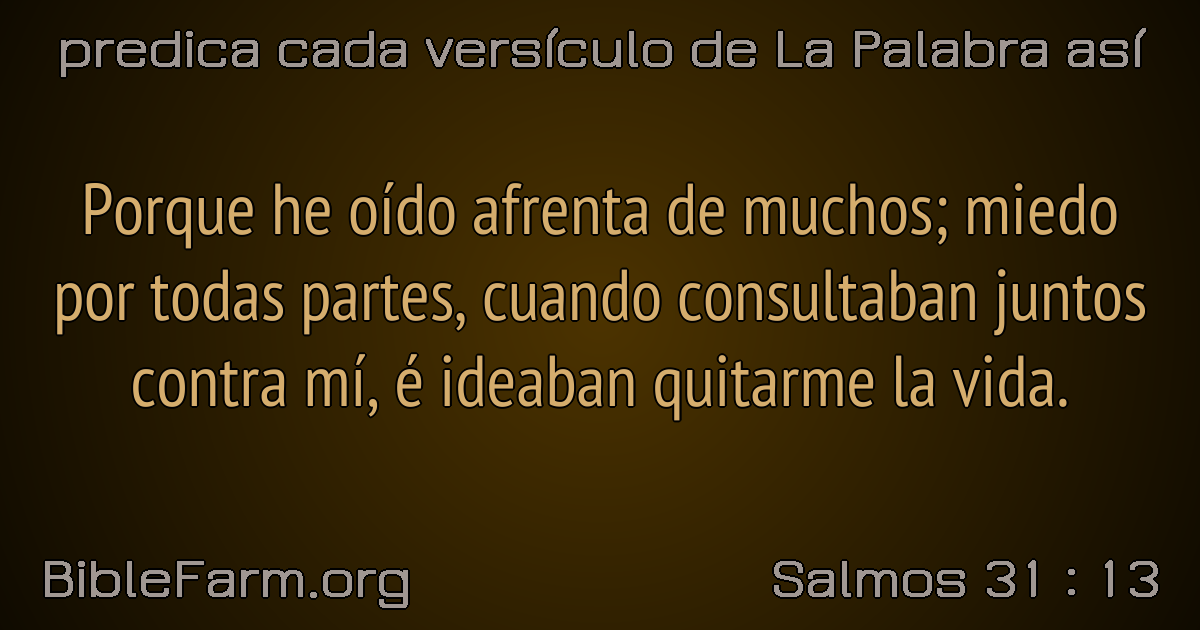 predica cada versículo de La Palabra así
Porque he oído afrenta de muchos; miedo
por todas partes, cuando consultaban juntos
contra mí, é ideaban quitarme la vida.
BibleFarm.org
Salmos 31 : 13